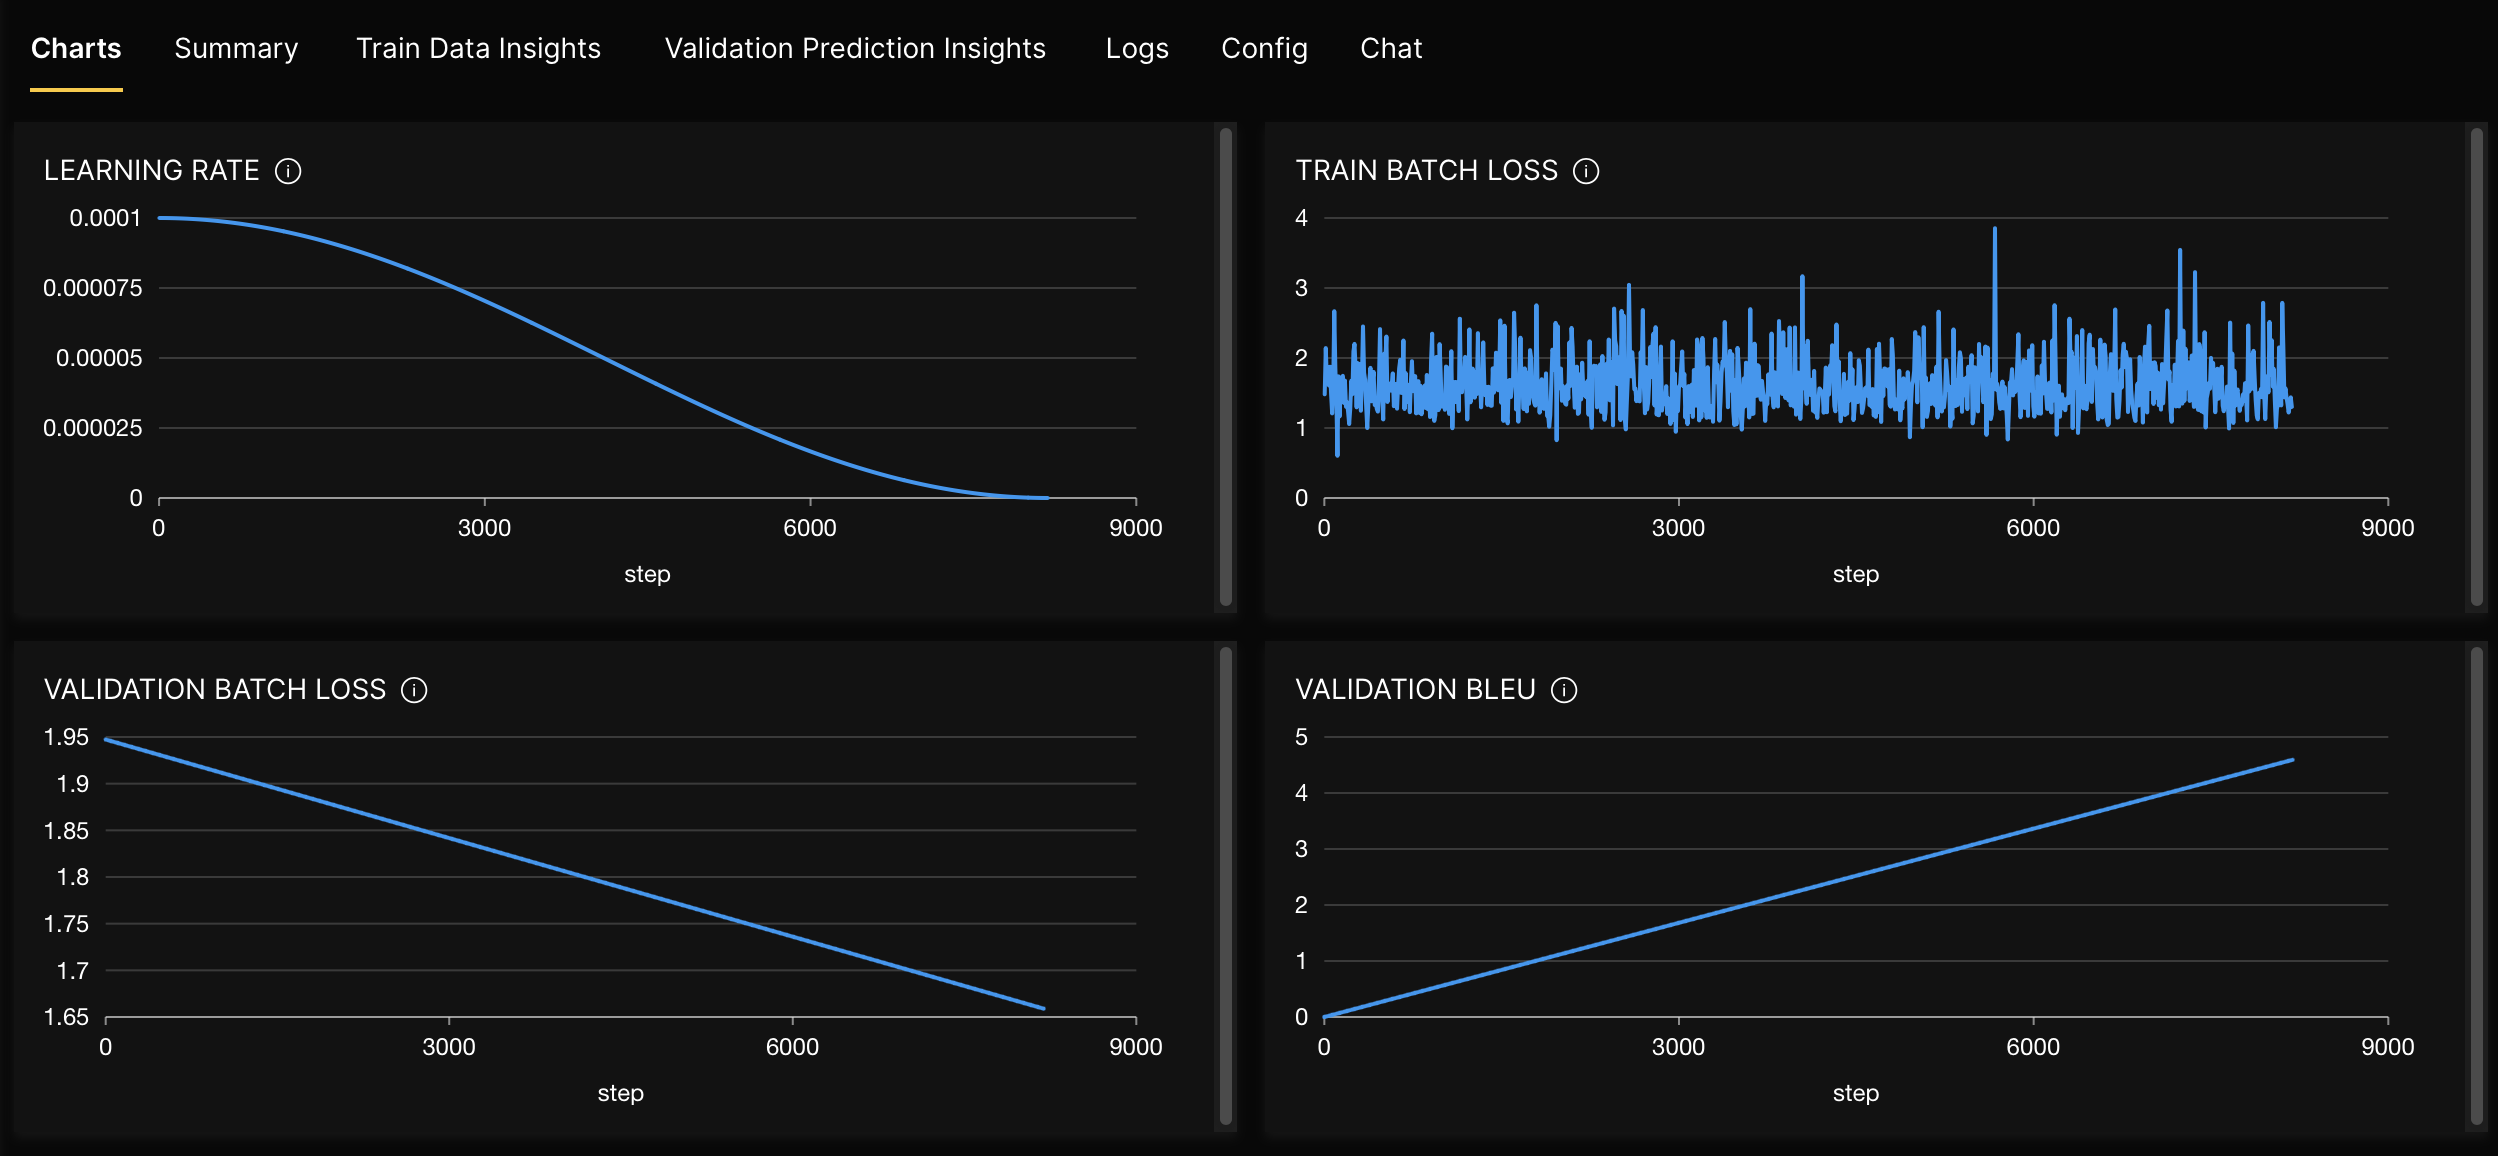 Charts Summary Train Data Insights Validation Prediction Insights Logs Config Chat
LEARNING RATE
0.0001
0.000075
0.00005
0.000025
0
0 3000 6000 9000
step
TRAIN BATCH LOSS
4
3
2
1
0
0 3000 6000 9000
step
VALIDATION BATCH LOSS
1.95
1.9
1.85
1.8
1.75
1.7
1.65
0 3000 6000 9000
step
VALIDATION BLEU
5
4
3
2
1
0
0 3000 6000 9000
step